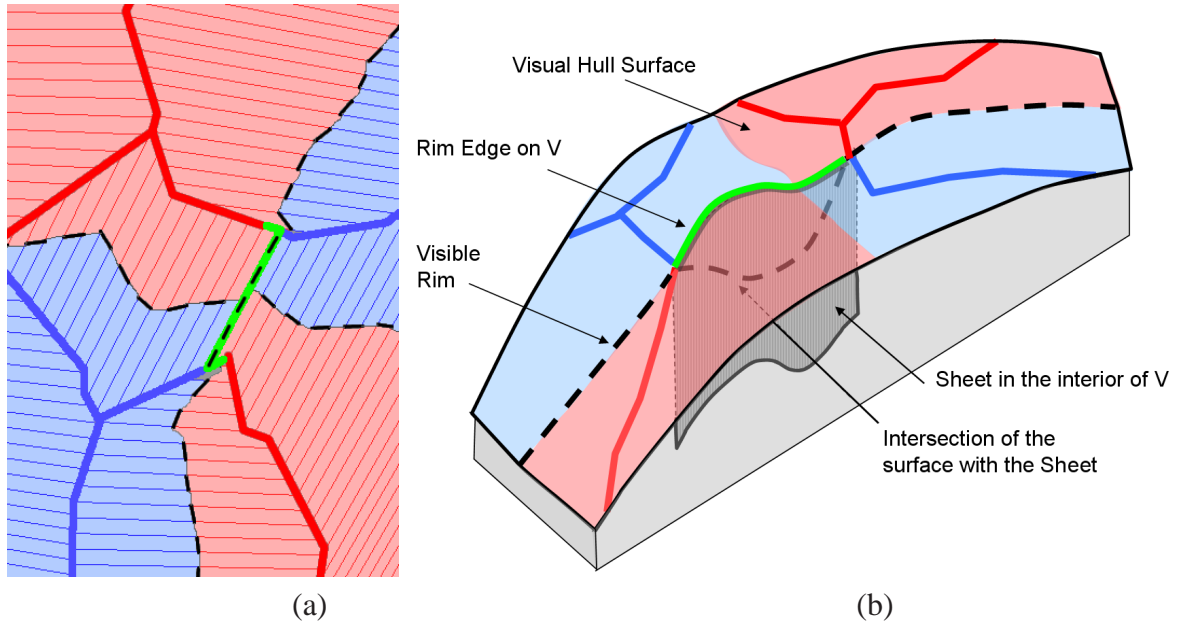 Visual Hull Surface
Rim Edge on V
Visible
Rim
Sheet in the interior of V
Intersection of the
surface with the Sheet
(a)
(b)